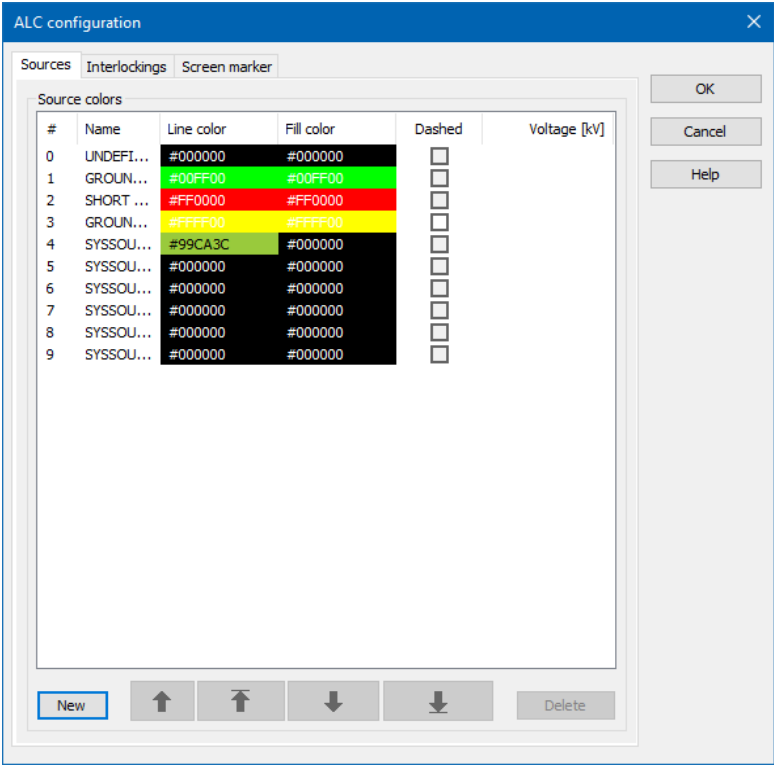 ALC configuration
Sources Interlockings Screen marker
OK
Source colors
# Name Line color Fill color Dashed Voltage [kV]
Cancel
0 UNDEFI... #000000 #000000
1 GROUN... #00FF00 #00FF00
Help
2 SHORT ... #FF0000 #FF0000
3 GROUN... #FFFF00 #FFFF00
4 SYSSOU... #99CA3C #000000
5 SYSSOU... #000000 #000000
6 SYSSOU... #000000 #000000
7 SYSSOU... #000000 #000000
8 SYSSOU... #000000 #000000
9 SYSSOU... #000000 #000000
New Delete